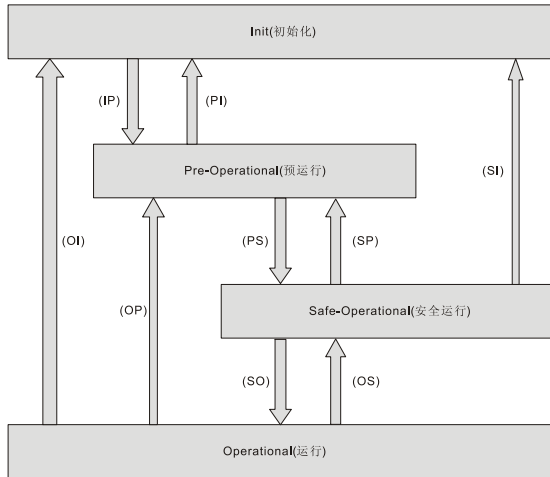 Init(初始化)
(IP)
(PI)
Pre-Operational(预运行)
(SI)
(OI)
(PS)
(SP)
(OP)
Safe-Operational(安全运行)
(SO)
(OS)
Operational(运行)